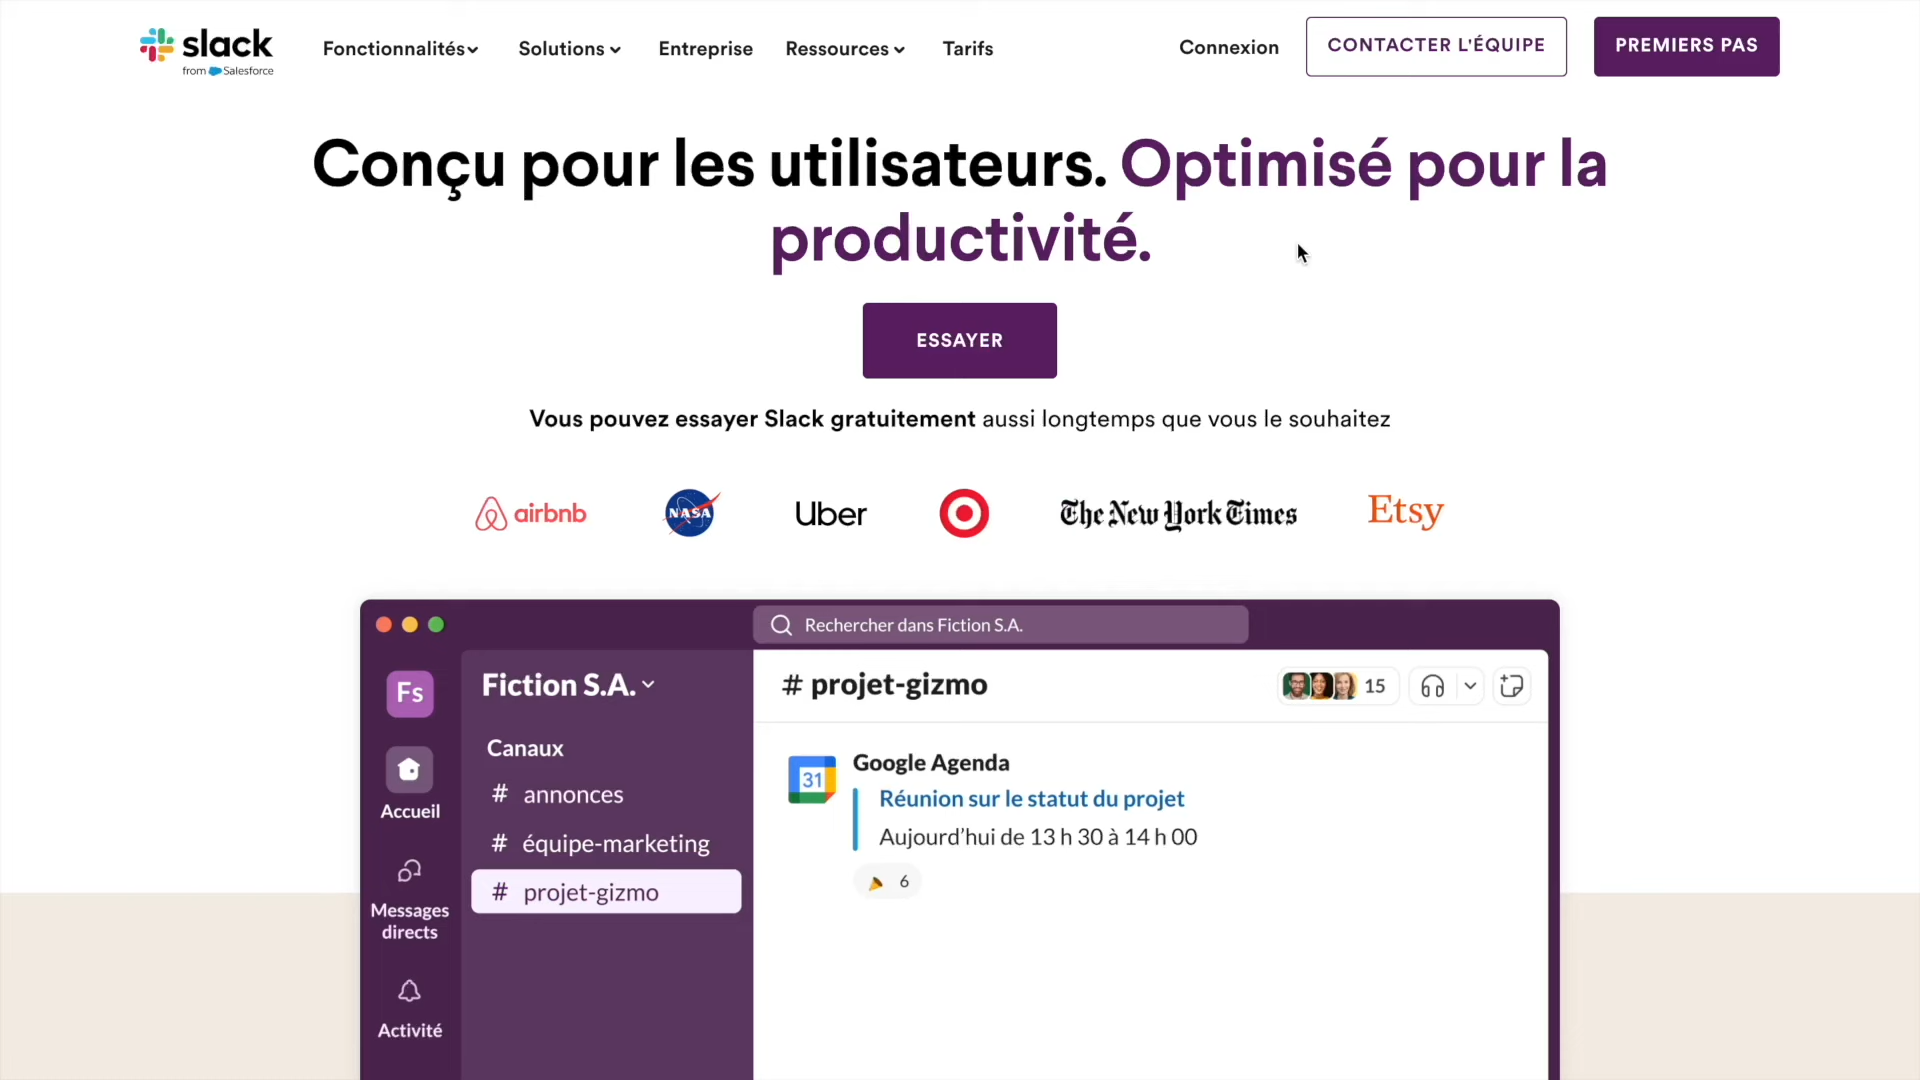 slack
from Salesforce
Fonctionnalités
Solutions
Entreprise
Ressources
Tarifs
Connexion
CONTACTER L'ÉQUIPE
PREMIERS PAS
Conçu pour les utilisateurs. Optimisé pour la
productivité.
ESSAYER
Vous pouvez essayer Slack gratuitement aussi longtemps que vous le souhaitez
airbnb
NASA
Uber
The New York Times
Etsy
Rechercher dans Fiction S.A.
Fs
Accueil
Messages
directs
Activité
Fiction S.A.
Canaux
# annonces
# équipe-marketing
# projet-gizmo
# projet-gizmo
15
31
Google Agenda
Réunion sur le statut du projet
Aujourd’hui de 13 h 30 à 14 h 00
6